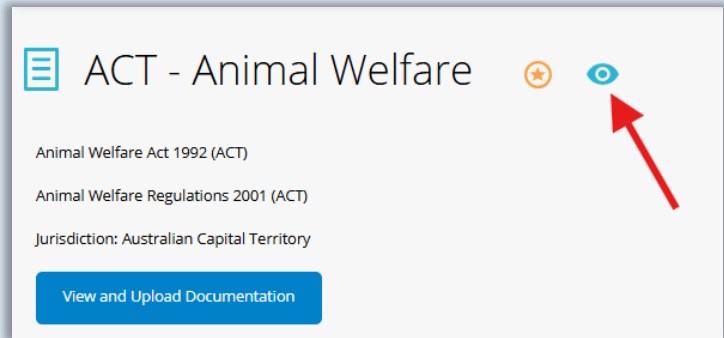 ACT - Animal Welfare
Animal Welfare Act 1992 (ACT)
Animal Welfare Regulations 2001 (ACT)
Jurisdiction: Australian Capital Territory
View and Upload Documentation